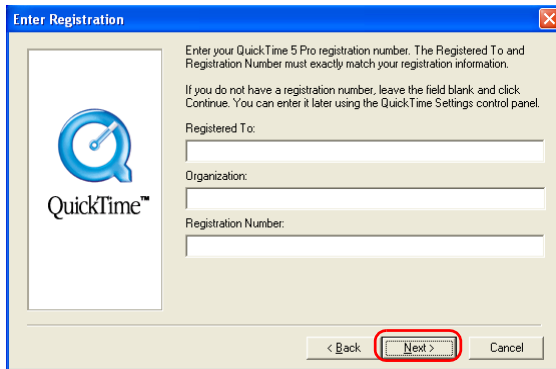 Enter Registration
Enter your QuickTime 5 Pro registration number. The Registered To and
Registration Number must exactly match your registration information.
If you do not have a registration number, leave the field blank and click
Continue. You can enter it later using the QuickTime Settings control panel.
Registered To:
Organization:
Registration Number:
QuickTime™
< Back
Next >
Cancel